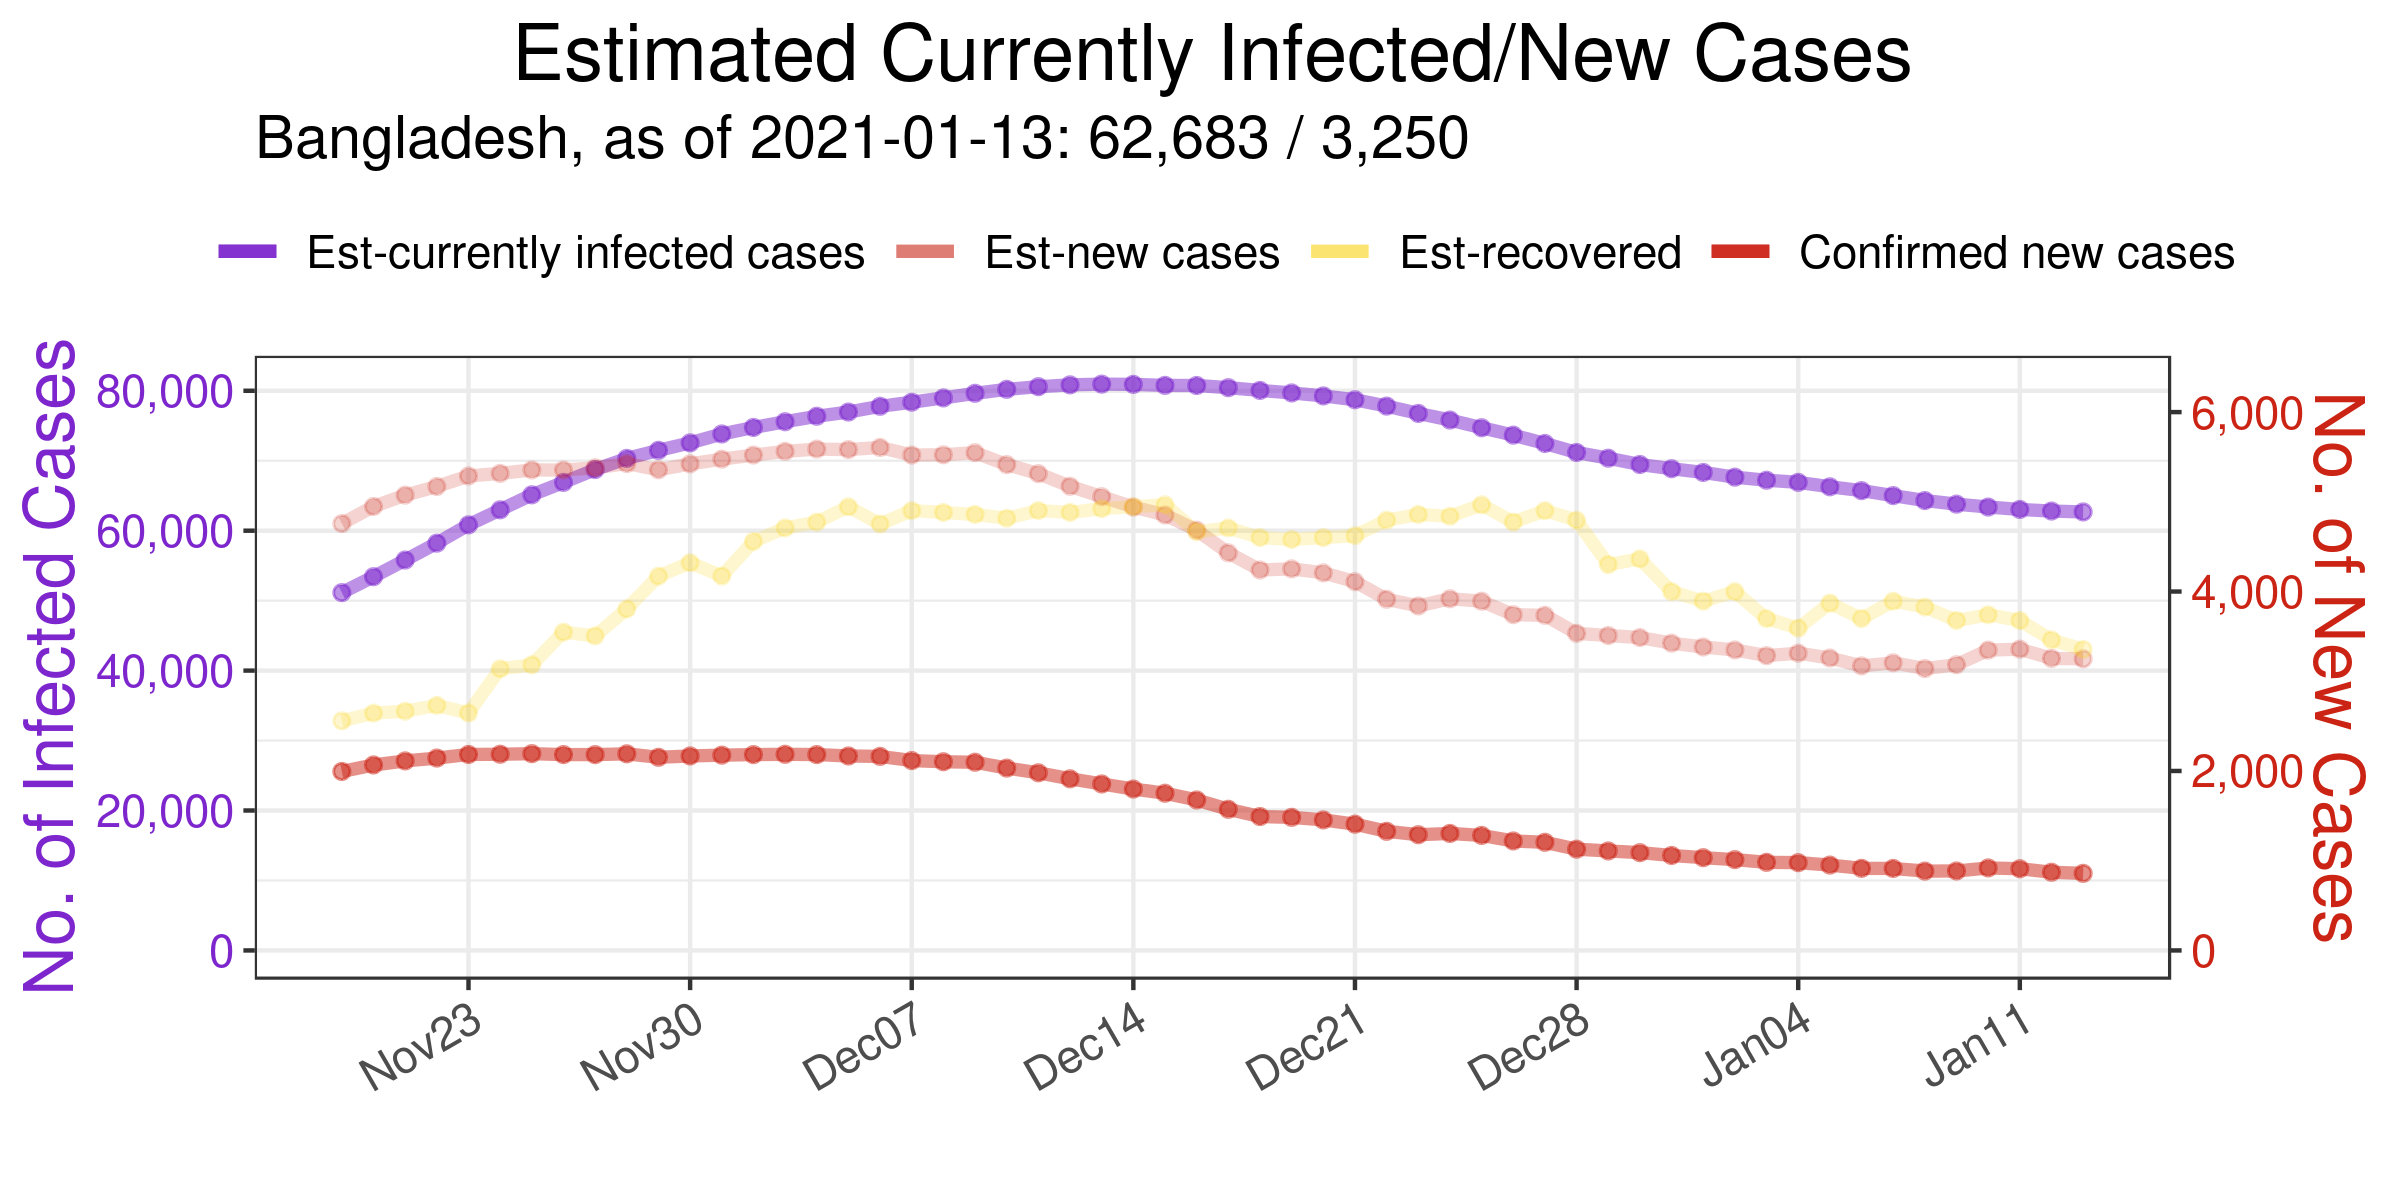 Estimated Currently Infected/New Cases
Bangladesh, as of 2021-01-13: 62,683 / 3,250
Est-currently infected cases Est-new cases Est-recovered Confirmed new cases
No. of Infected Cases
80,000
60,000
40,000
20,000
0
6,000
4,000
2,000
0
No. of New Cases
Nov23 Nov30 Dec07 Dec14 Dec21 Dec28 Jan04 Jan11